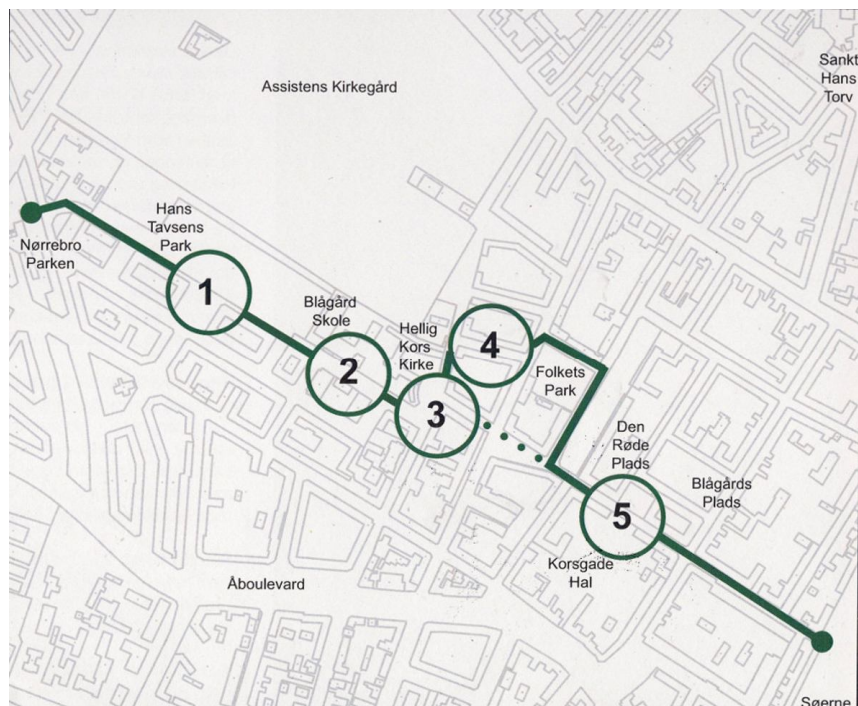 Sankt
Hans
Torv
Assistens Kirkegård
Hans
Tavsens
Park
Nørrebro
Parken
1
Blågård
Skole
2
Hellig
Kors
Kirke
3
4
Folkets
Park
Den
Røde
Plads
Blågårds
Plads
5
Korsgade
Hal
Åboulevard
Søerne